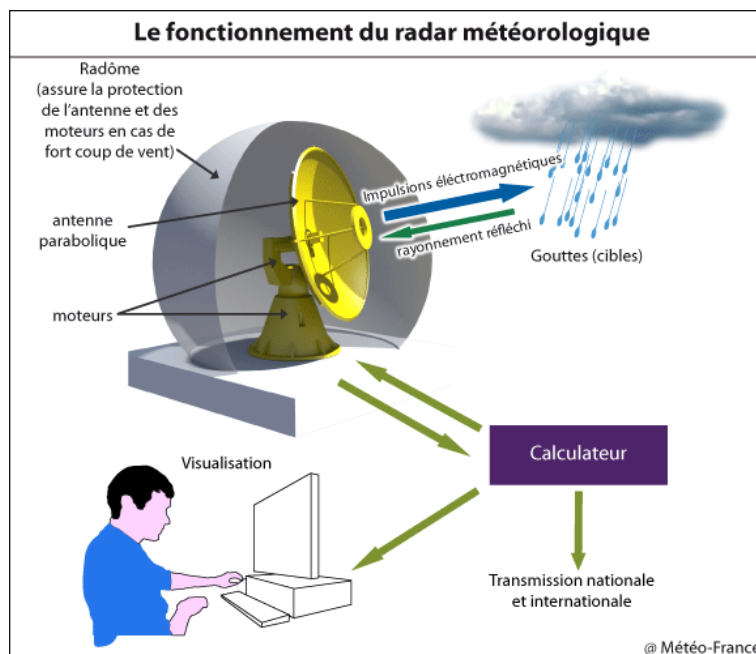 Le fonctionnement du radar météorologique
Radôme
(assure la protection
de l'antenne et des
moteurs en cas de
fort coup de vent)
antenne
parabolique
moteurs
Impulsions éléctromagnétiques
rayonnement réfléchi
Gouttes (cibles)
Calculateur
Visualisation
Transmission nationale
et internationale
@ Météo-France